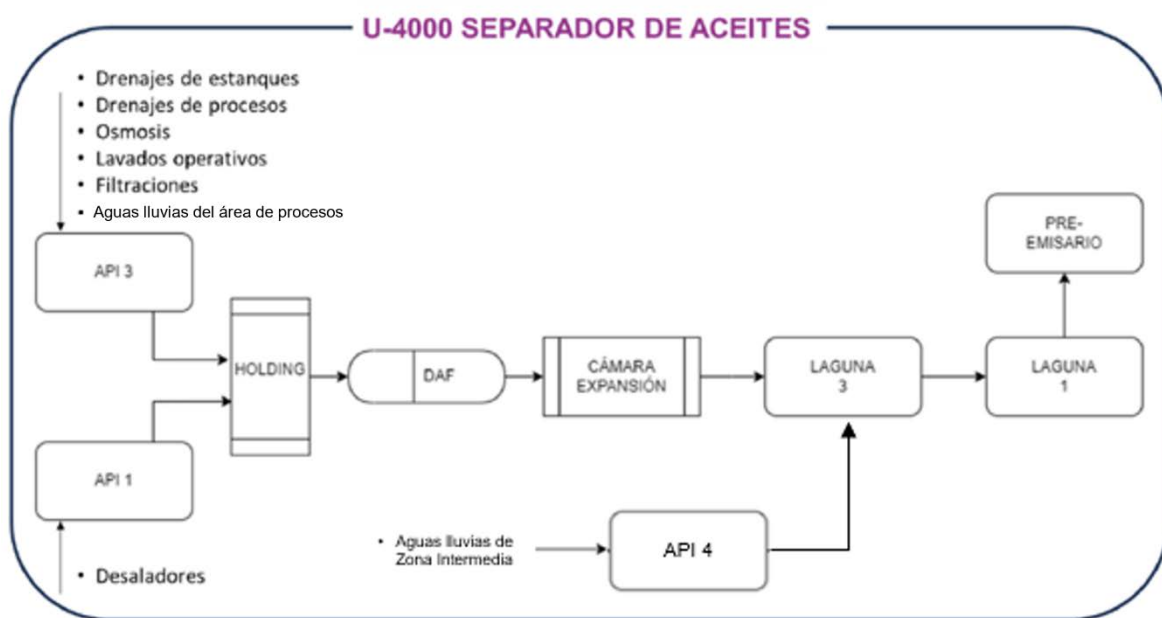 U-4000 SEPARADOR DE ACEITES
• Drenajes de estanques
• Drenajes de procesos
• Osmosis
• Lavados operativos
• Filtraciones
▪ Aguas lluvias del área de procesos
API 3
PRE-
EMISARIO
HOLDING
DAF
CÁMARA
EXPANSIÓN
LAGUNA
3
LAGUNA
1
API 1
• Aguas lluvias de
Zona Intermedia
API 4
• Desaladores